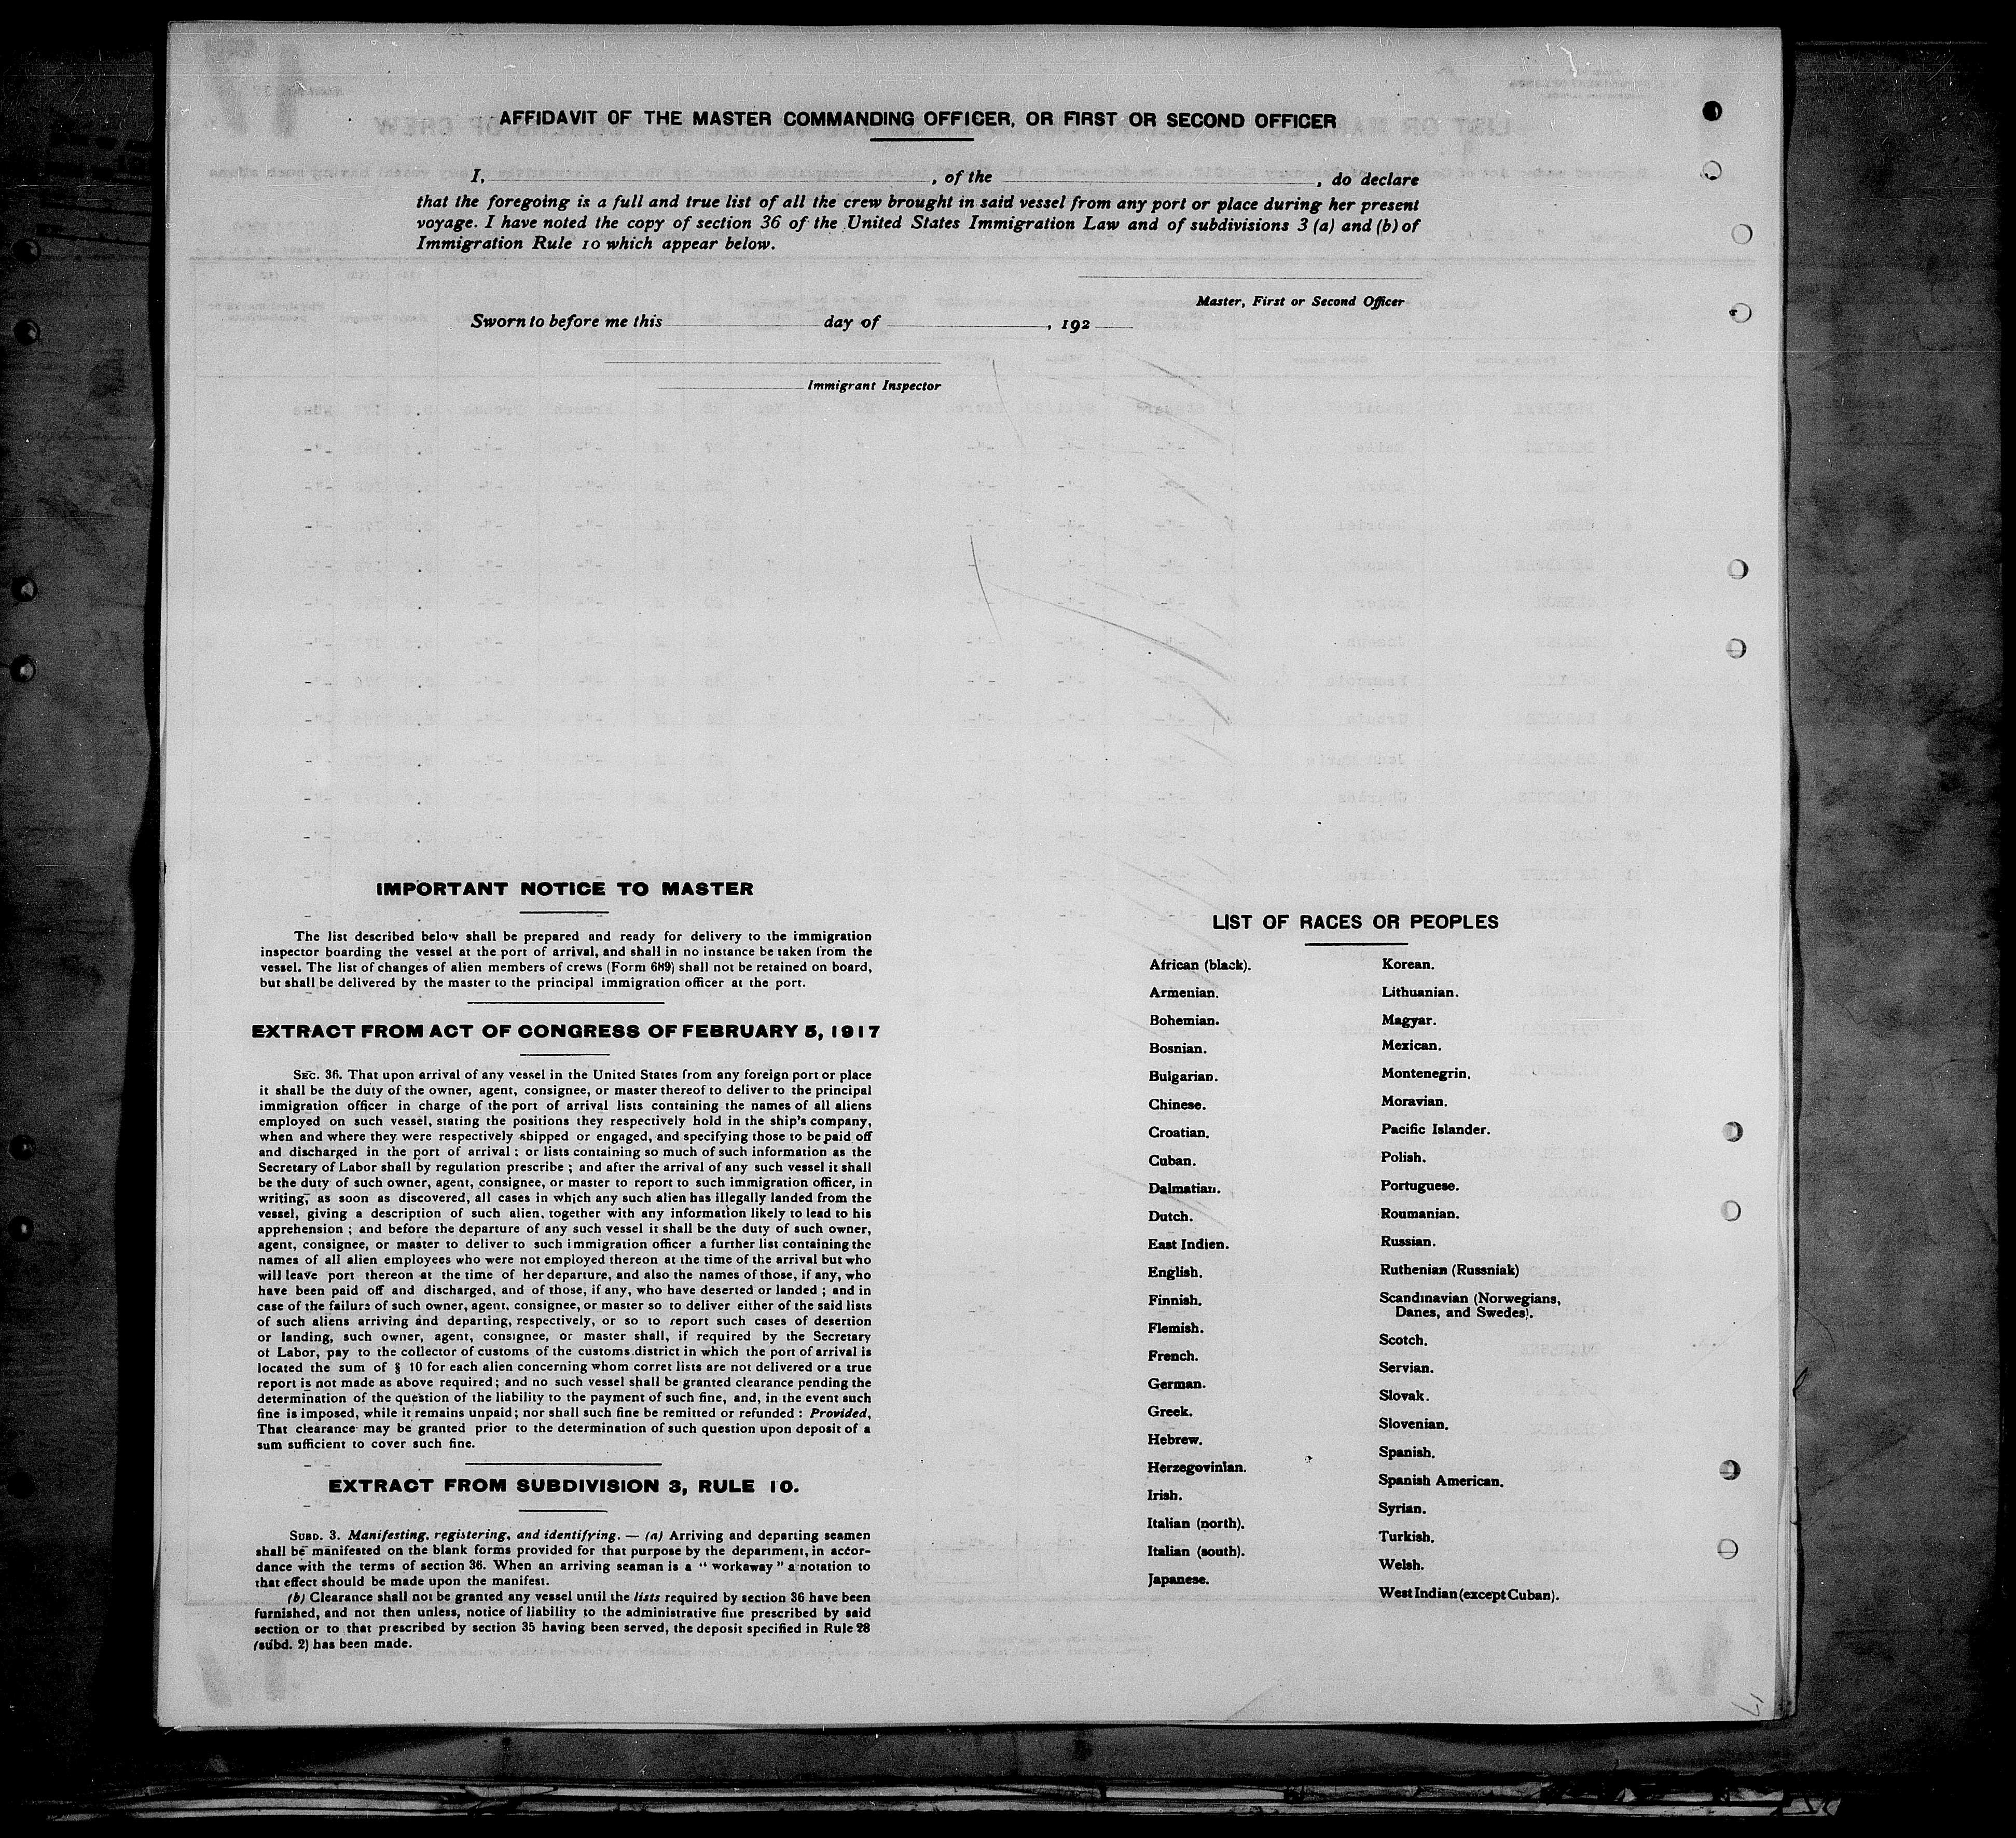 AFFIDAVIT OF THE MASTER COMMANDING OFFICER, OR FIRST OR SECOND OFFICER
I, , of the , do declare
that the foregoing is a full and true list of all the crew brought in said vessel from any port or place during her present
voyage. I have noted the copy of section 36 of the United States Immigration Law and of subdivisions 3 (a) and (b) of
Immigration Rule 10 which appear below.
Master, First or Second Officer
Sworn to before me this day of , 192
Immigrant Inspector
IMPORTANT NOTICE TO MASTER
The list described below shall be prepared and ready for delivery to the immigration
inspector boarding the vessel at the port of arrival, and shall in no instance be taken from the
vessel. The list of changes of alien members of crews (Form 689) shall not be retained on board,
but shall be delivered by the master to the principal immigration officer at the port.
EXTRACT FROM ACT OF CONGRESS OF FEBRUARY 5, 1917
SEC. 36. That upon arrival of any vessel in the United States from any foreign port or place
it shall be the duty of the owner, agent, consignee, or master thereof to deliver to the principal
immigration officer in charge of the port of arrival lists containing the names of all aliens
employed on such vessel, stating the positions they respectively hold in the ship's company,
when and where they were respectively shipped or engaged, and specifying those to be paid off
and discharged in the port of arrival ; or lists containing so much of such information as the
Secretary of Labor shall by regulation prescribe ; and after the arrival of any such vessel it shall
be the duty of such owner, agent, consignee, or master to report to such immigration officer, in
writing, as soon as discovered, all cases in which any such alien has illegally landed from the
vessel, giving a description of such alien, together with any information likely to lead to his
apprehension ; and before the departure of any such vessel it shall be the duty of such owner,
agent, consignee, or master to deliver to such immigration officer a further list containing the
names of all alien employees who were not employed thereon at the time of the arrival but who
will leave port thereon at the time of her departure, and also the names of those, if any, who
have been paid off and discharged, and of those, if any, who have deserted or landed ; and in
case of the failure of such owner, agent, consignee, or master so to deliver either of the said lists
of such aliens arriving and departing, respectively, or so to report such cases of desertion
or landing, such owner, agent, consignee, or master shall, if required by the Secretary
of Labor, pay to the collector of customs of the customs district in which the port of arrival is
located the sum of § 10 for each alien concerning whom corret lists are not delivered or a true
report is not made as above required ; and no such vessel shall be granted clearance pending the
determination of the question of the liability to the payment of such fine, and, in the event such
fine is imposed, while it remains unpaid ; nor shall such fine be remitted or refunded : Provided,
That clearance may be granted prior to the determination of such question upon deposit of a
sum sufficient to cover such fine.
EXTRACT FROM SUBDIVISION 3, RULE 10.
SUBD. 3. Manifesting, registering, and identifying. — (a) Arriving and departing seamen
shall be manifested on the blank forms provided for that purpose by the department, in accor-
dance with the terms of section 36. When an arriving seaman is a " workaway " a notation to
that effect should be made upon the manifest.
(b) Clearance shall not be granted any vessel until the lists required by section 36 have been
furnished, and not then unless, notice of liability to the administrative fine prescribed by said
section or to that prescribed by section 35 having been served, the deposit specified in Rule 28
(subd. 2) has been made.
LIST OF RACES OR PEOPLES
African (black).
Armenian.
Bohemian.
Bosnian.
Bulgarian.
Chinese.
Croatian.
Cuban.
Dalmatian.
Dutch.
East Indien.
English.
Finnish.
Flemish.
French.
German.
Greek.
Hebrew.
Herzegovinian.
Irish.
Italian (north).
Italian (south).
Japanese.
Korean.
Lithuanian.
Magyar.
Mexican.
Montenegrin.
Moravian.
Pacific Islander.
Polish.
Portuguese.
Roumanian.
Russian.
Ruthenian (Russniak)
Scandinavian (Norwegians,
Danes, and Swedes).
Scotch.
Servian.
Slovak.
Slovenian.
Spanish.
Spanish American.
Syrian.
Turkish.
Welsh.
West Indian (except Cuban).